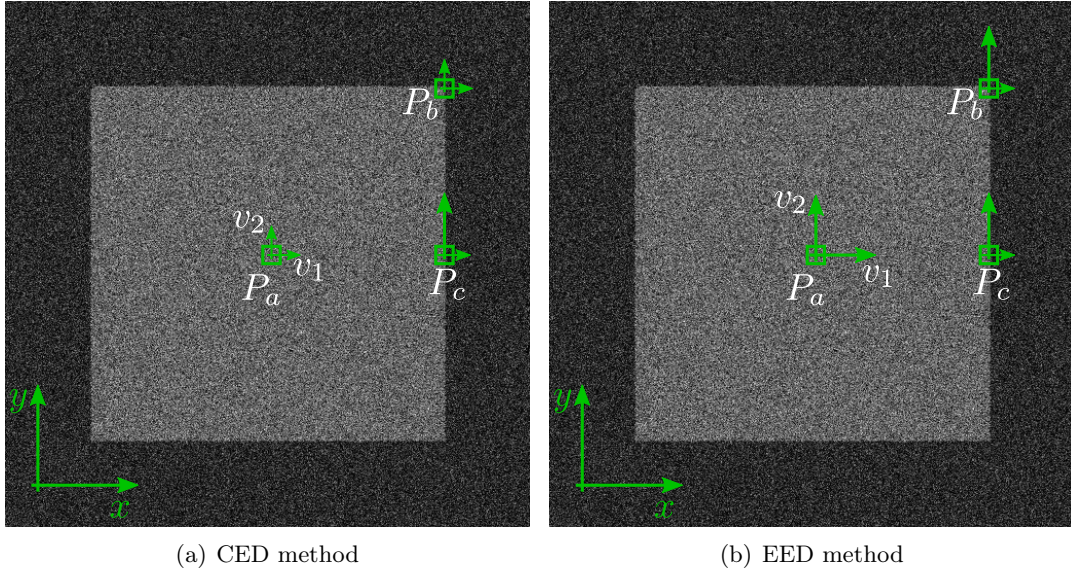 P_b
v_2
v_1
P_a
P_c
y
x
(a) CED method
P_b
v_2
v_1
P_a
P_c
y
x
(b) EED method